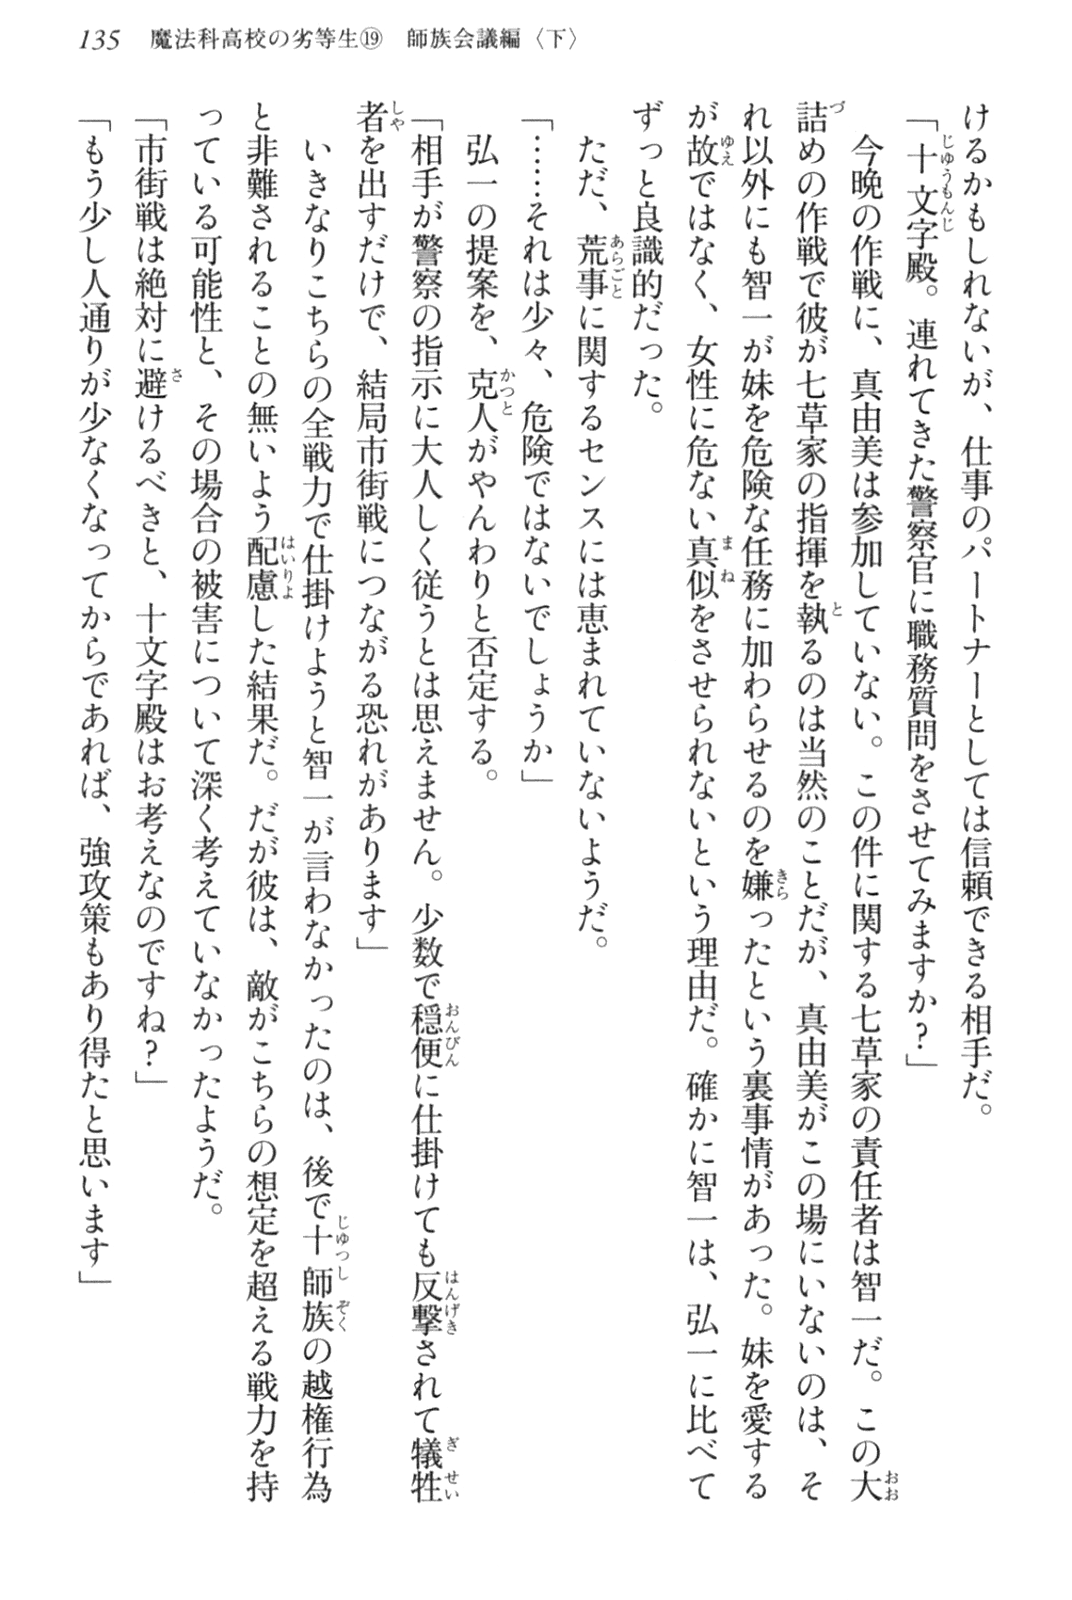 135　魔法科高校の劣等生⑲　師族会議編〈下〉
けるかもしれないが、仕事のパートナーとしては信頼できる相手だ。
「十文字殿。連れてきた警察官に職務質問をさせてみますか？」
　今晩の作戦に、真由美は参加していない。この件に関する七草家の責任者は智一だ。この大
詰めの作戦で彼が七草家の指揮を執るのは当然のことだが、真由美がこの場にいないのは、そ
れ以外にも智一が妹を危険な任務に加わらせるのを嫌ったという裏事情があった。妹を愛する
が故ではなく、女性に危ない真似をさせられないという理由だ。確かに智一は、弘一に比べて
ずっと良識的だった。
　ただ、荒事に関するセンスには恵まれていないようだ。
「……それは少々、危険ではないでしょうか」
　弘一の提案を、克人がやんわりと否定する。
「相手が警察の指示に大人しく従うとは思えません。少数で穏便に仕掛けても反撃されて犠牲
者を出すだけで、結局市街戦につながる恐れがあります」
　いきなりこちらの全戦力で仕掛けようと智一が言わなかったのは、後で十師族の越権行為
と非難されることの無いよう配慮した結果だ。だが彼は、敵がこちらの想定を超える戦力を持
っている可能性と、その場合の被害について深く考えていなかったようだ。
「市街戦は絶対に避けるべきと、十文字殿はお考えなのですね？」
「もう少し人通りが少なくなってからであれば、強攻策もあり得たと思います」